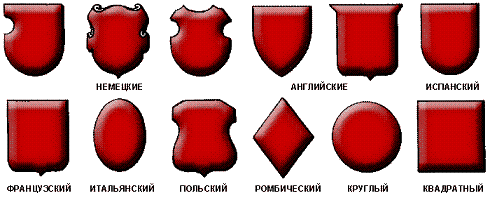 НЕМЕЦКИЕ АНГЛИЙСКИЕ ИСПАНСКИЙ
ФРАНЦУЗСКИЙ ИТАЛЬЯНСКИЙ ПОЛЬСКИЙ РОМБИЧЕСКИЙ КРУГЛЫЙ КВАДРАТНЫЙ